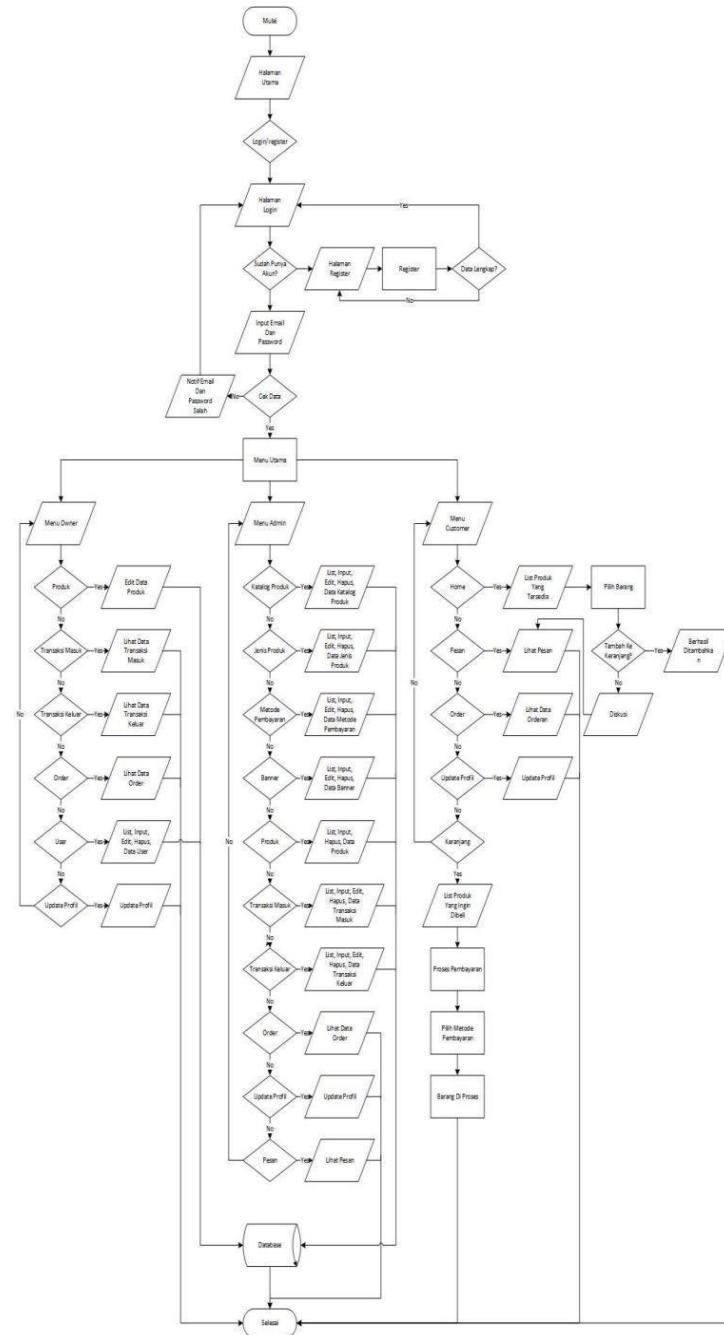 Mulai
Halaman
Utama
Login/register
Halaman
Login
Yes
Sudah Punya
Akun?
Halaman
Register
Register
Data Lengkap?
No
Input Email
Dan
Password
Notif Email
Dan
Password
Salah
No
Cek Data
Yes
Menu Utama
Menu Owner
Produk
Yes
Edit Data
Produk
No
Transaksi Masuk
Yes
Lihat Data
Transaksi
Masuk
No
Transaksi Keluar
Yes
Lihat Data
Transaksi
Keluar
No
No
Order
Yes
Lihat Data
Order
No
User
Yes
List, Input,
Edit, Hapus,
Data User
No
Update Profil
Yes
Update Profil
Menu Admin
Katalog Produk
Yes
List, Input,
Edit, Hapus,
Data Katalog
Produk
No
Jenis Produk
Yes
List, Input,
Edit, Hapus,
Data Jenis
Produk
No
Metode
Pembayaran
Yes
List, Input,
Edit, Hapus,
Data Metode
Pembayaran
No
Banner
Yes
List, Input,
Edit, Hapus,
Data Banner
No
No
Produk
Yes
List, Input,
Hapus, Data
Produk
No
Transaksi Masuk
Yes
List, Input, Edit,
Hapus, Data
Transaksi
Masuk
No
Transaksi Keluar
Yes
List, Input, Edit,
Hapus, Data
Transaksi
Keluar
No
Order
Yes
Lihat Data
Order
No
Update Profil
Yes
Update Profil
No
Pesan
Yes
Lihat Pesan
Menu
Customer
Home
Yes
List Produk
Yang
Tersedia
Pilih Barang
No
Pesan
Yes
Lihat Pesan
Tambah Ke
Keranjang?
Yes
Berhasil
Ditambahka
n
No
No
No
Diskusi
Order
Yes
Lihat Data
Orderan
No
Update Profil
Yes
Update Profil
No
Keranjang
Yes
List Produk
Yang Ingin
Dibeli
Proses Pembayaran
Pilih Metode
Pembayaran
Barang Di Proses
Database
Selesai